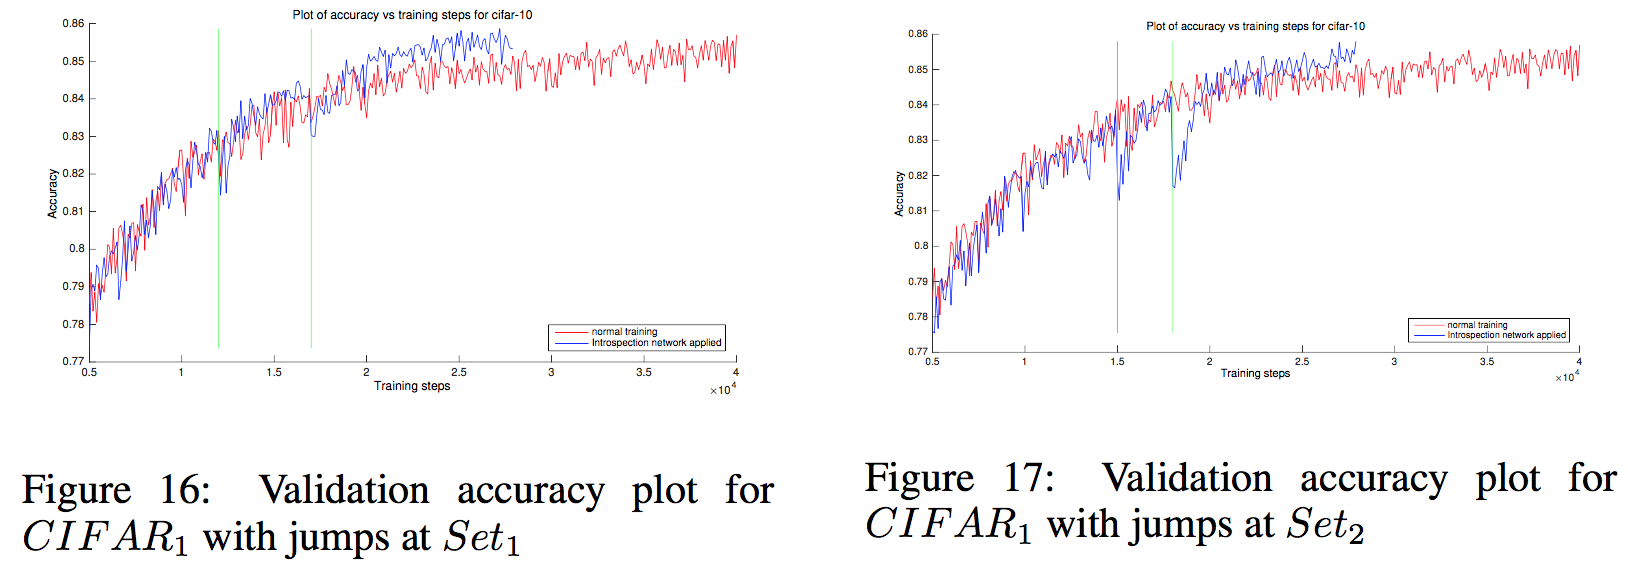 Plot of accuracy vs training steps for cifar-10
0.86
0.85
0.84
0.83
0.82
0.81
0.8
0.79
0.78
0.77
Accuracy
0.5 1 1.5 2 2.5 3 3.5 4
Training steps
×10⁴
normal training
Introspection network applied
Figure 16: Validation accuracy plot for
CIFAR₁ with jumps at Set₁
Plot of accuracy vs training steps for cifar-10
0.86
0.85
0.84
0.83
0.82
0.81
0.8
0.79
0.78
0.77
Accuracy
0.5 1 1.5 2 2.5 3 3.5 4
Training steps
×10⁴
normal training
Introspection network applied
Figure 17: Validation accuracy plot for
CIFAR₁ with jumps at Set₂